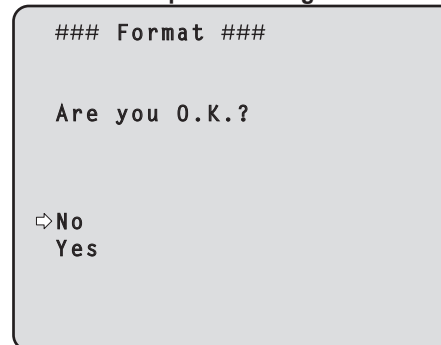 ### Format ###
Are you O.K.?
⇨No
Yes